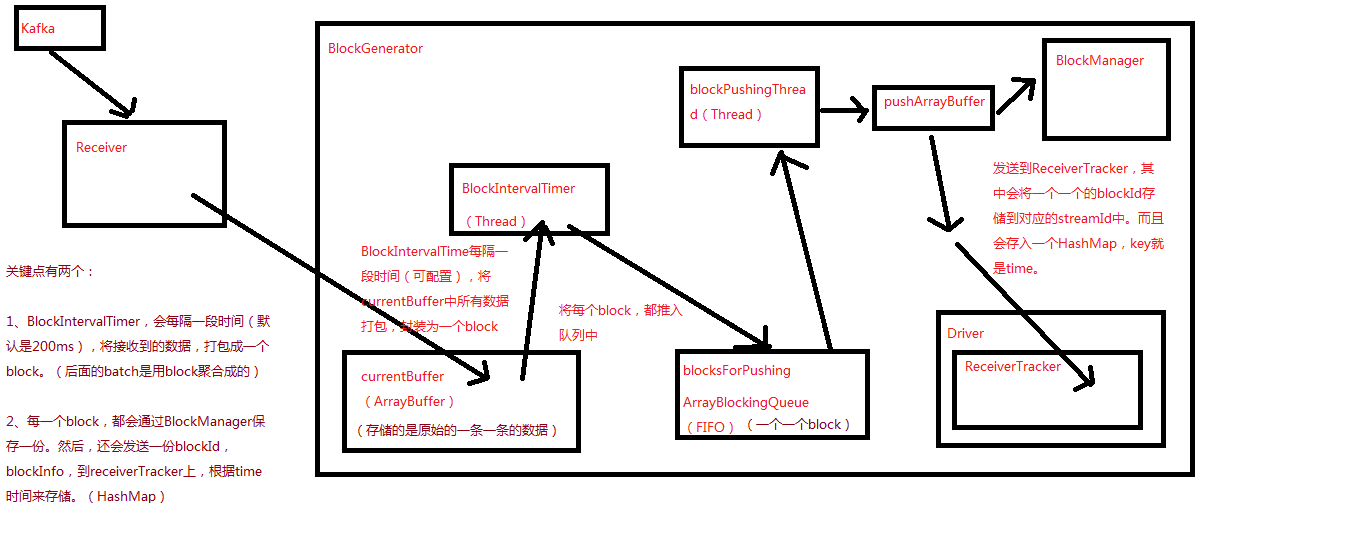 Kafka
Receiver
关键点有两个：
1、BlockIntervalTimer，会每隔一段时间（默
认是200ms），将接收到的数据，打包成一个
block。（后面的batch是用block聚合成的）
2、每一个block，都会通过BlockManager保
存一份。然后，还会发送一份blockId，
blockInfo，到receiverTracker上，根据time
时间来存储。（HashMap）
BlockGenerator
BlockIntervalTimer
（Thread）
BlockIntervalTime每隔一
段时间（可配置），将
currentBuffer中所有数据
打包，封装为一个block
将每个block，都推入
队列中
currentBuffer
（ArrayBuffer）
（存储的是原始的一条一条的数据）
blocksForPushing
ArrayBlockingQueue
（FIFO）（一个一个block）
blockPushingThrea
d（Thread）
pushArrayBuffer
BlockManager
发送到ReceiverTracker，其
中会将一个一个的blockId存
储到对应的streamId中。而且
会存入一个HashMap，key就
是time。
Driver
ReceiverTracker